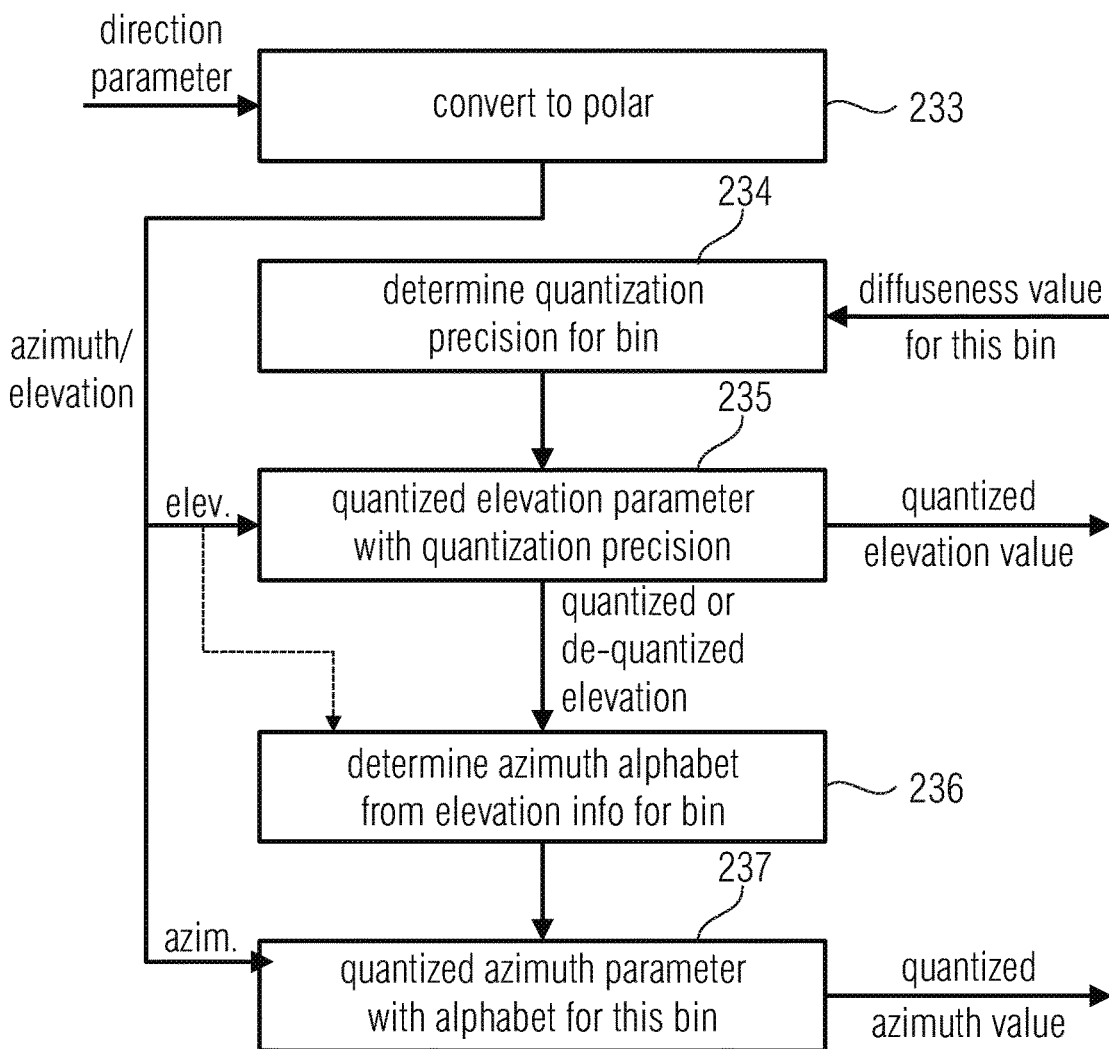 direction
parameter
convert to polar
233
234
determine quantization
precision for bin
diffuseness value
for this bin
azimuth/
elevation
235
elev.
quantized elevation parameter
with quantization precision
quantized
elevation value
quantized or
de-quantized
elevation
determine azimuth alphabet
from elevation info for bin
236
237
azim.
quantized azimuth parameter
with alphabet for this bin
quantized
azimuth value